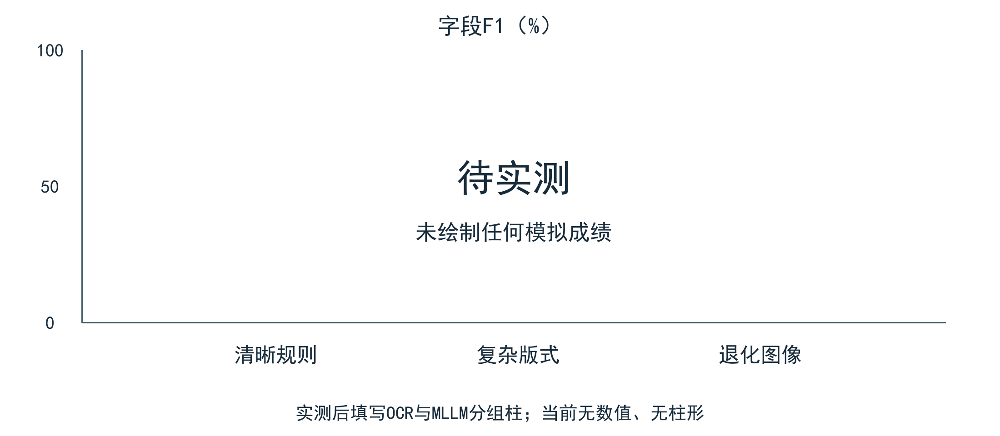 字段F1（%）
100
50
0
待实测
未绘制任何模拟成绩
清晰规则
复杂版式
退化图像
实测后填写OCR与MLLM分组柱；当前无数值、无柱形